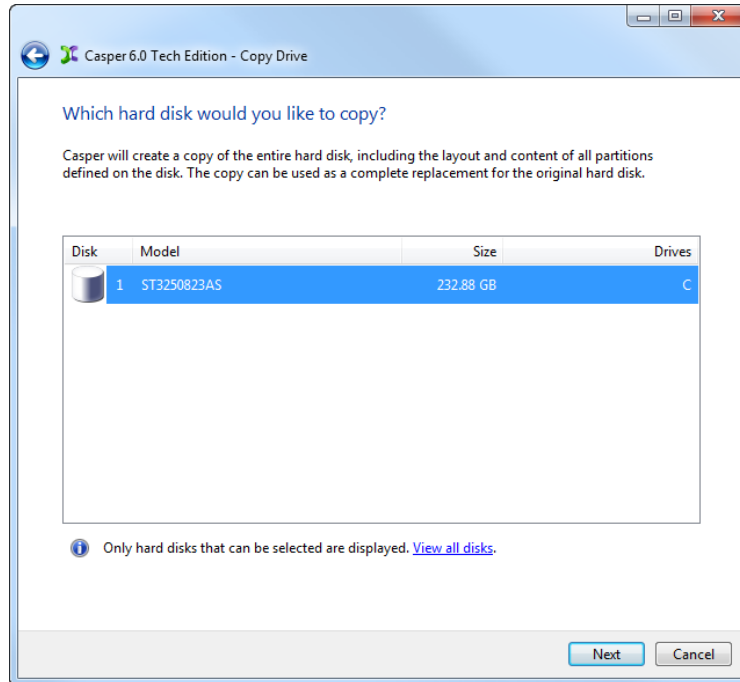 Casper 6.0 Tech Edition - Copy Drive
Which hard disk would you like to copy?
Casper will create a copy of the entire hard disk, including the layout and content of all partitions
defined on the disk. The copy can be used as a complete replacement for the original hard disk.
Disk Model Size Drives
1 ST3250823AS 232.88 GB C
Only hard disks that can be selected are displayed. View all disks.
Next Cancel